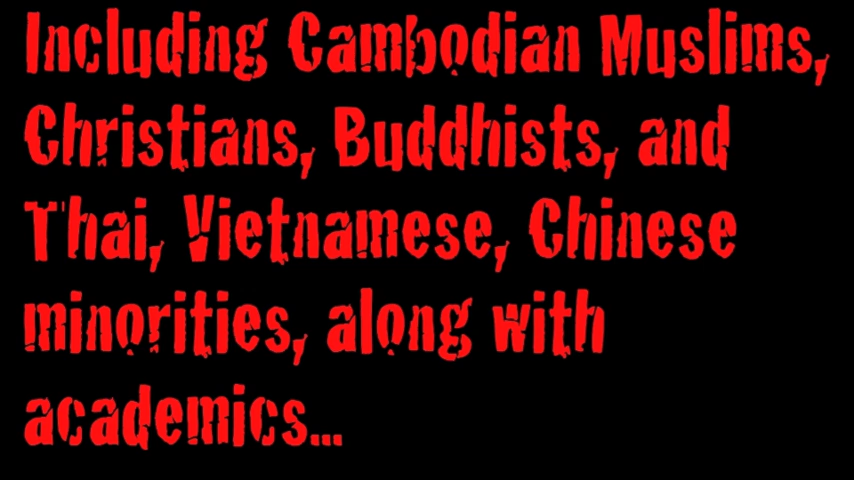 Including Cambodian Muslims,
Christians, Buddhists, and
Thai, Vietnamese, Chinese
minorities, along with
academics...